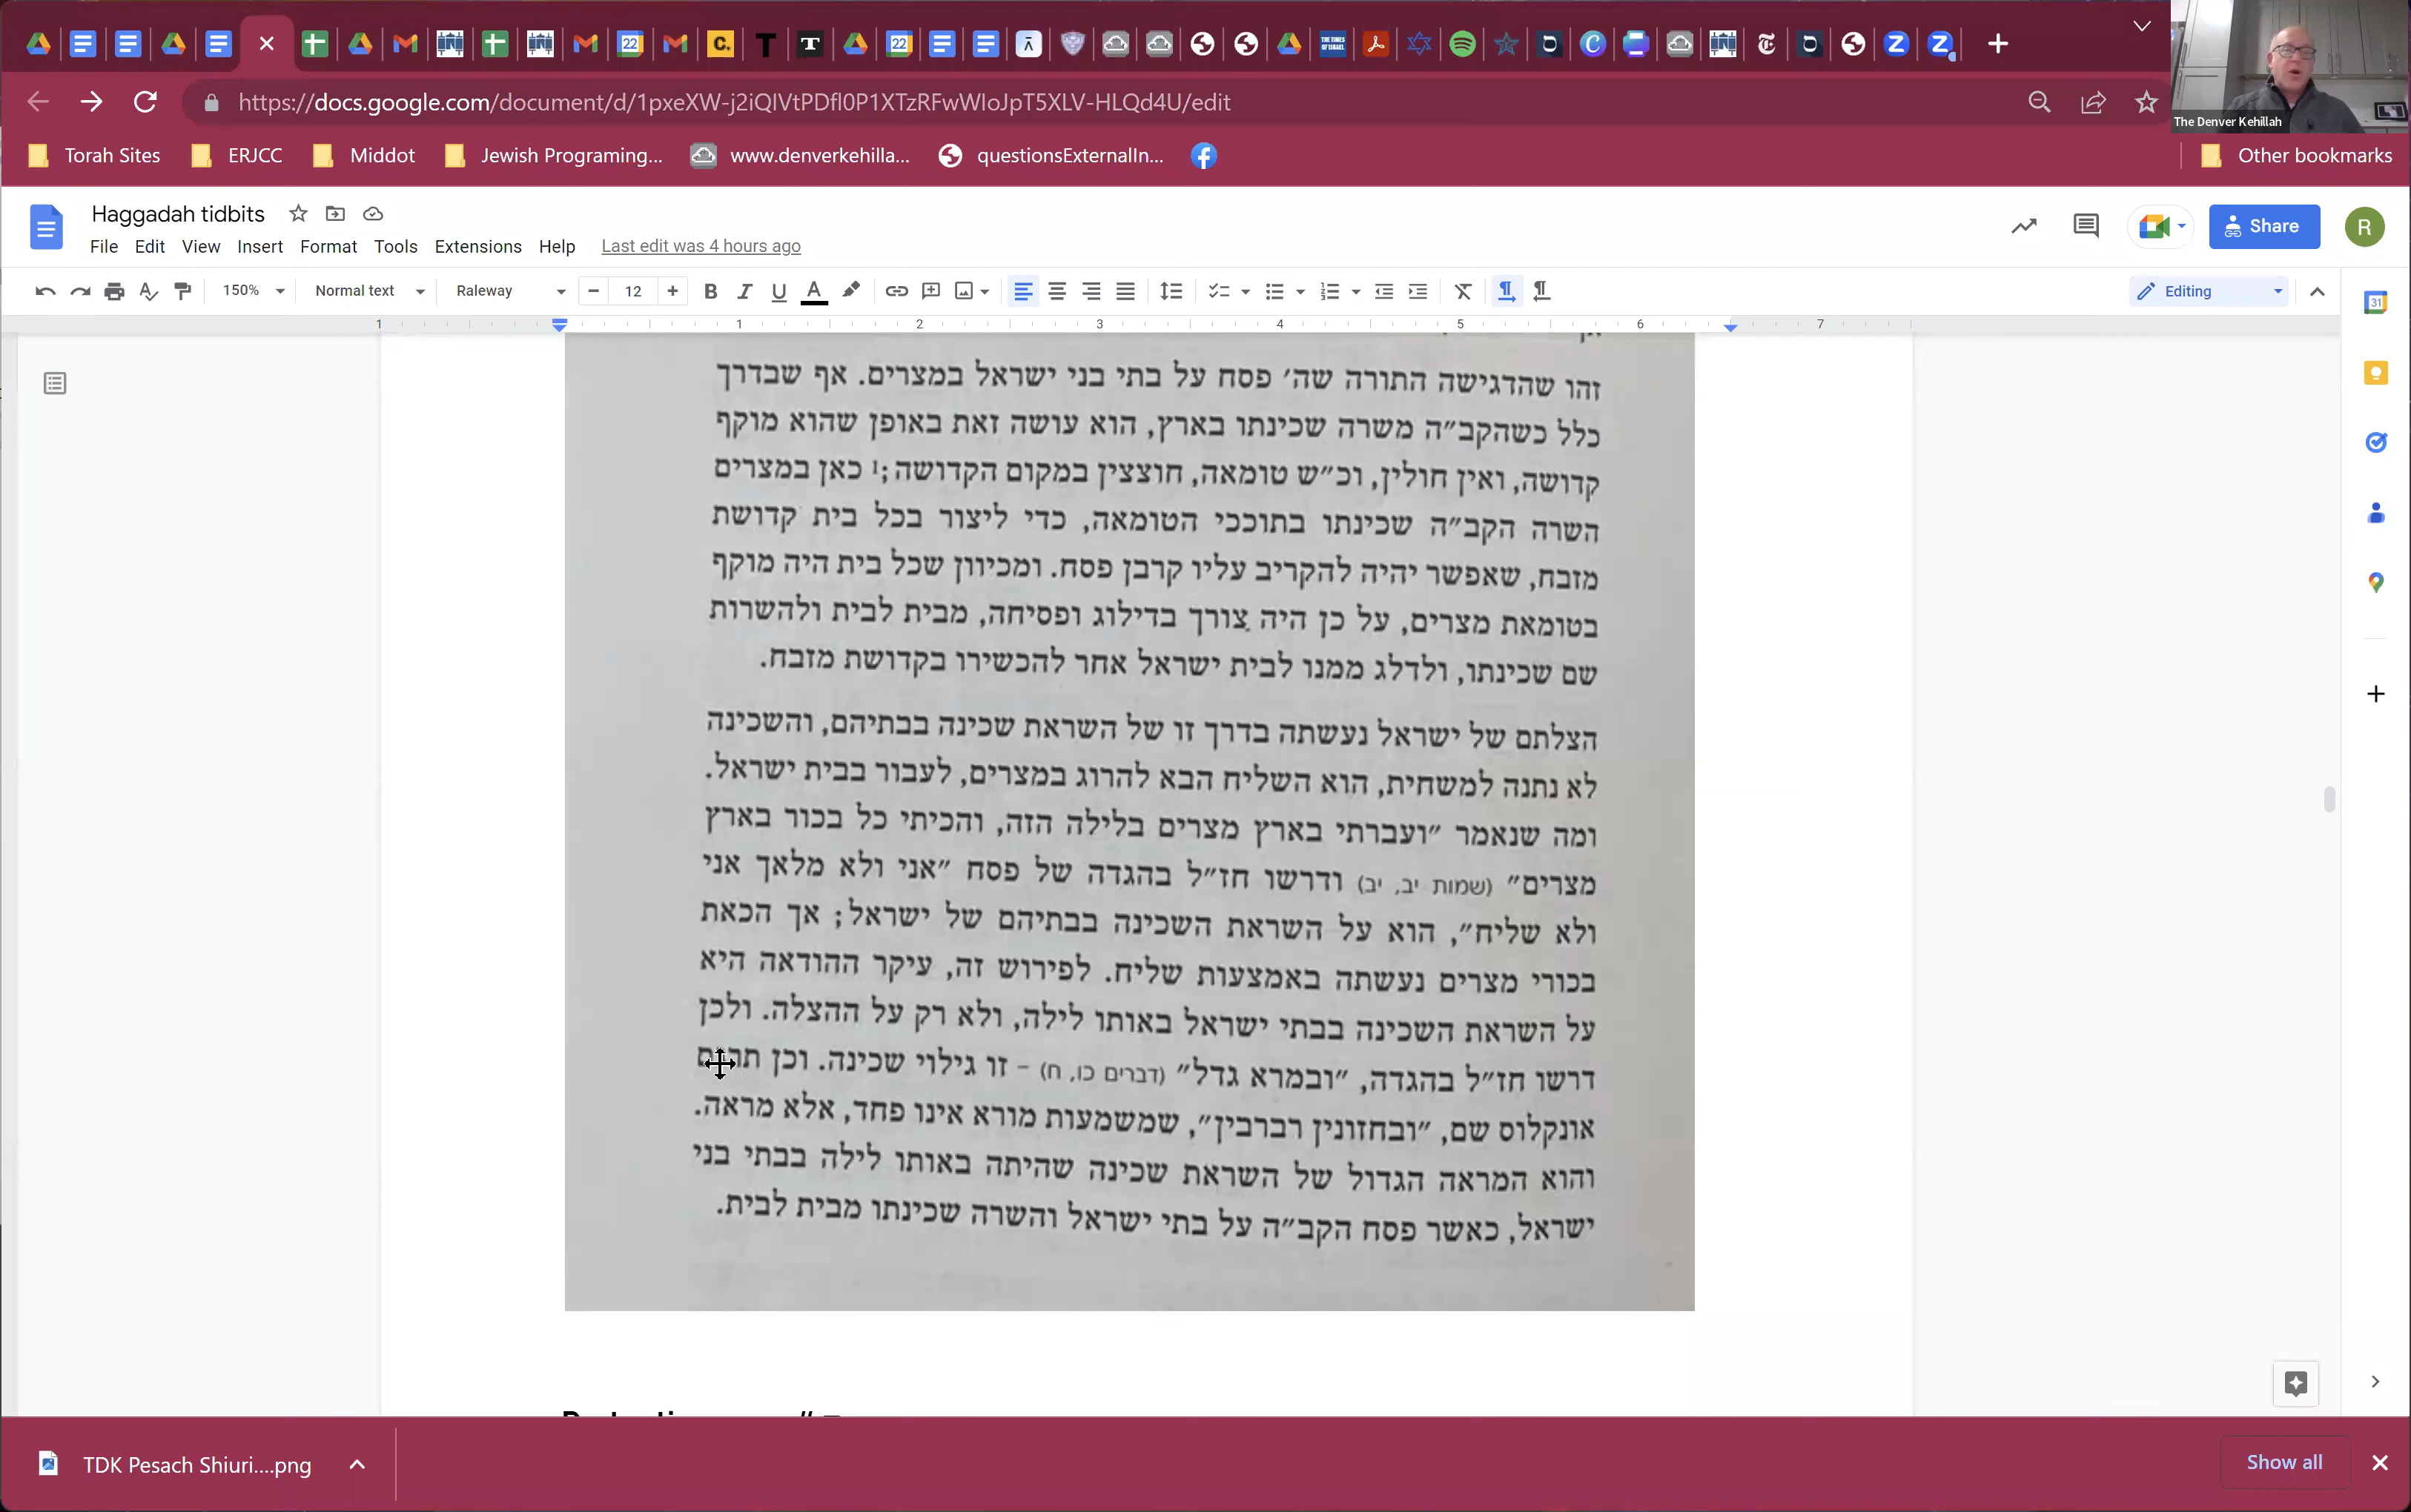 The Denver Kehillah
https://docs.google.com/document/d/1pxeXW-j2iQlVtPDfl0P1XTzRFwWIoJpT5XLV-HLQd4U/edit
Torah Sites
ERJCC
Middot
Jewish Programing...
www.denverkehilla...
questionsExternalIn...
Other bookmarks
Haggadah tidbits
File Edit View Insert Format Tools Extensions Help Last edit was 4 hours ago
Share
R
150% Normal text Raleway 12 Editing
1 1 2 3 4 5 6 7
זהו שהדגישה התורה שה׳ פסח על בתי בני ישראל במצרים. אף שבדרך
כלל כשהקב״ה משרה שכינתו בארץ, הוא עושה זאת באופן שהוא מוקף
קדושה, ואין חולין, וכ״ש טומאה, חוצצין במקום הקדושה; כאן במצרים
השרה הקב״ה שכינתו בתוככי הטומאה, כדי ליצור בכל בית קדושת
מזבח, שאפשר יהיה להקריב עליו קרבן פסח. ומכיוון שכל בית היה מוקף
בטומאת מצרים, על כן היה צורך בדילוג ופסיחה, מבית לבית ולהשרות
שם שכינתו, ולדלג ממנו לבית ישראל אחר להכשירו בקדושת מזבח.
הצלתם של ישראל נעשתה בדרך זו של השראת שכינה בבתיהם, והשכינה
לא נתנה למשחית, הוא השליח הבא להרוג במצרים, לעבור בבית ישראל.
ומה שנאמר ״ועברתי בארץ מצרים בלילה הזה, והכיתי כל בכור בארץ
מצרים״ (שמות יב, יב) ודרשו חז״ל בהגדה של פסח ״אני ולא מלאך אני
ולא שליח״, הוא על השראת השכינה בבתיהם של ישראל; אך הכאת
בכורי מצרים נעשתה באמצעות שליח. לפירוש זה, עיקר ההודאה היא
על השראת השכינה בבתי ישראל באותו לילה, ולא רק על ההצלה. ולכן
דרשו חז״ל בהגדה, ״ובמרא גדל״ (דברים כו, ח) – זו גילוי שכינה. וכן
אונקלוס שם, ״ובחזונין רברבין״, שמשמעות מורא אינו פחד, אלא מראה.
והוא המראה הגדול של השראת שכינה שהיתה באותו לילה בבתי בני
ישראל, כאשר פסח הקב״ה על בתי ישראל והשרה שכינתו מבית לבית.
TDK Pesach Shiuri....png
Show all